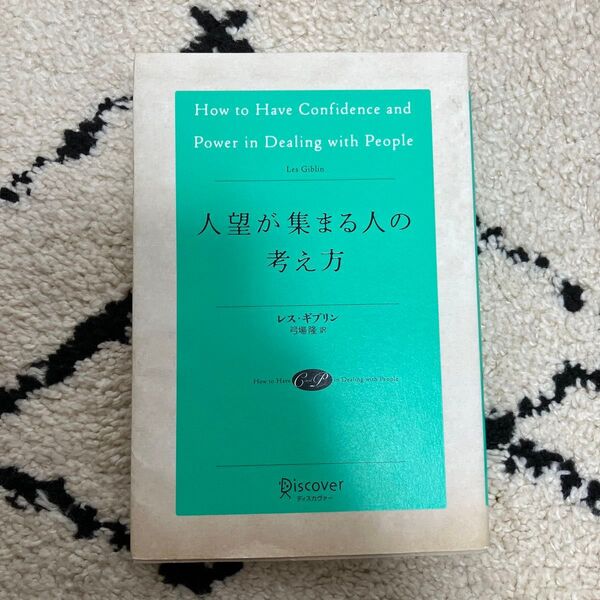 How to Have Confidence and
Power in Dealing with People
Les Giblin
人望が集まる人の
考え方
レス・ギブリン
弓場隆 訳
How to Have C P in Dealing with People
Discover
ディスカヴァー